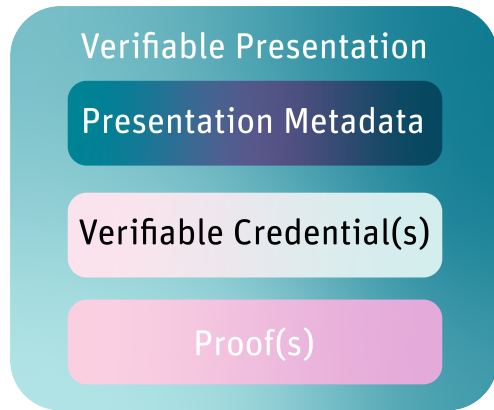 Verifiable Presentation
Presentation Metadata
Verifiable Credential(s)
Proof(s)